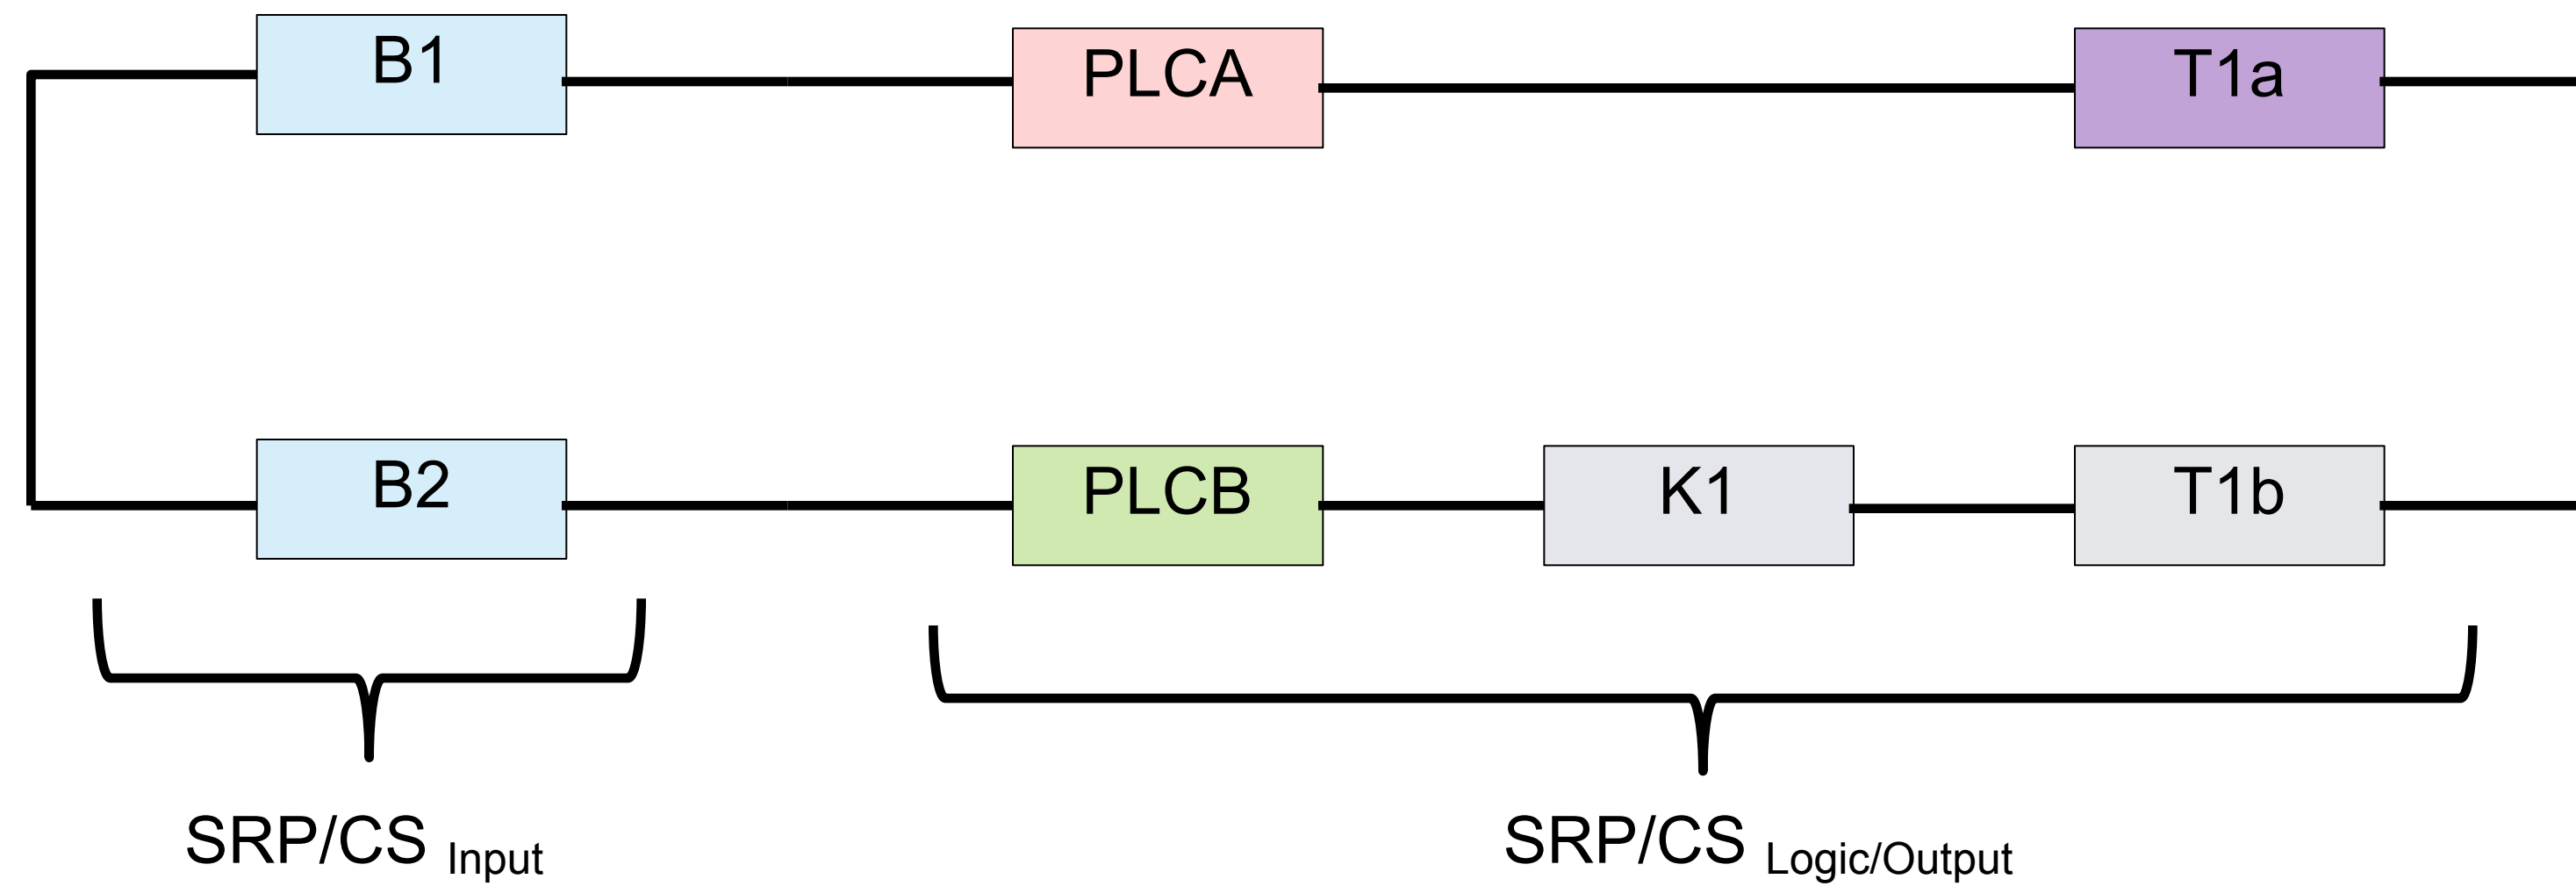 B1
PLCA
T1a
B2
PLCB
K1
T1b
SRP/CS Input
SRP/CS Logic/Output